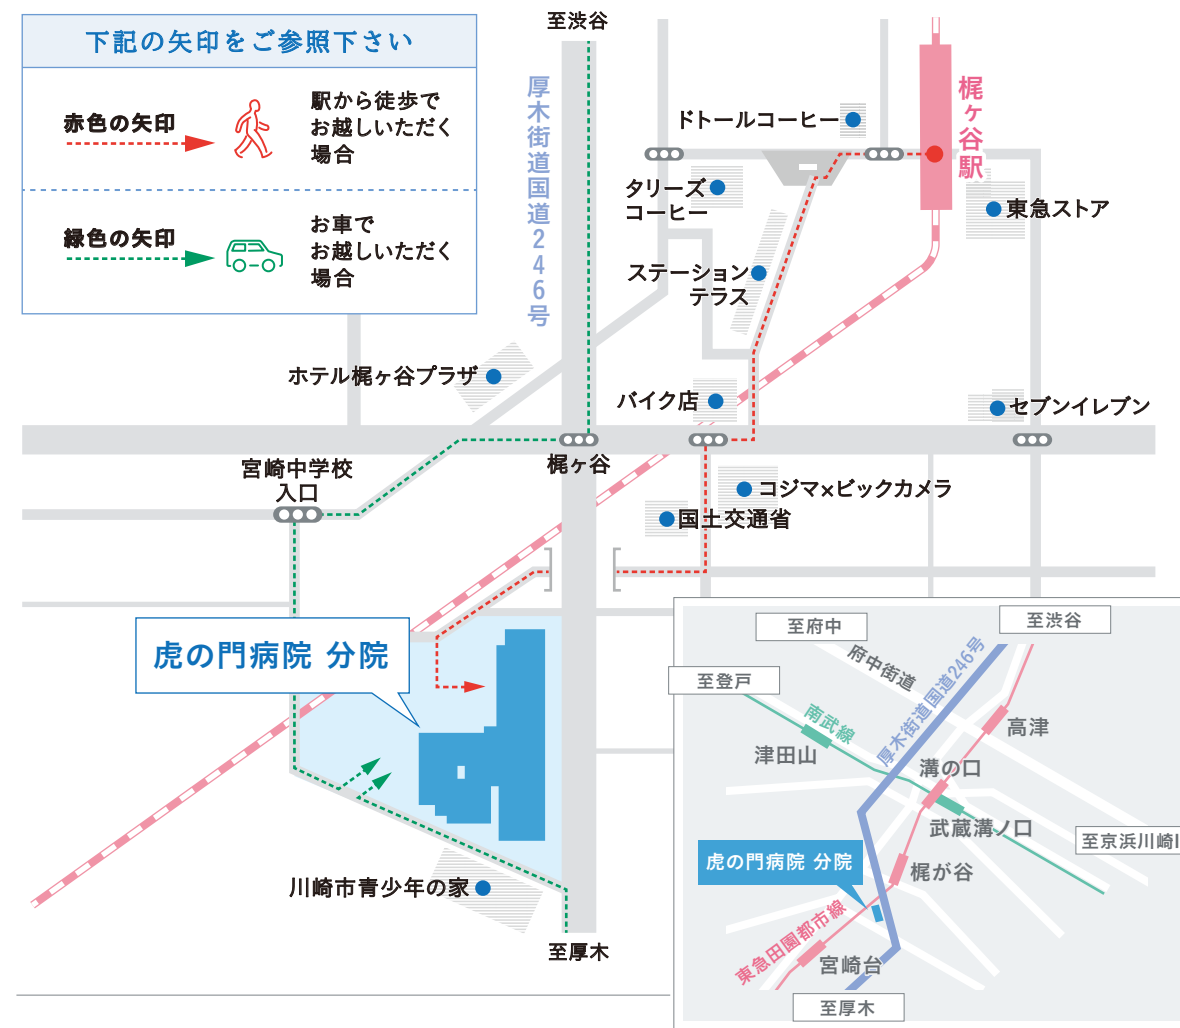 下記の矢印をご参照下さい
赤色の矢印
駅から徒歩で
お越しいただく
場合
緑色の矢印
お車で
お越しいただく
場合
至渋谷
厚木街道国道246号
ドトールコーヒー
梶ヶ谷駅
タリーズ
コーヒー
東急ストア
ステーション
テラス
ホテル梶ヶ谷プラザ
バイク店
セブンイレブン
宮崎中学校
入口
梶ヶ谷
コジマ×ビックカメラ
国土交通省
虎の門病院 分院
川崎市青少年の家
至厚木
至府中
至渋谷
府中街道
至登戸
南武線
厚木街道国道246号
高津
津田山
溝の口
武蔵溝ノ口
至京浜川崎
虎の門病院 分院
梶が谷
東急田園都市線
宮崎台
至厚木